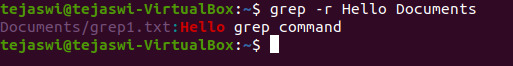 tejaswi@tejaswi-VirtualBox:~$ grep -r Hello Documents
Documents/grep1.txt:Hello grep command
tejaswi@tejaswi-VirtualBox:~$